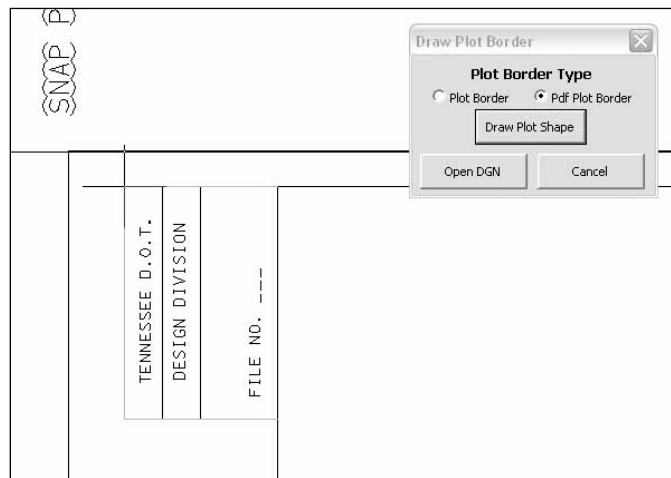 SNAP P
Draw Plot Border
Plot Border Type
Plot Border
Pdf Plot Border
Draw Plot Shape
Open DGN
Cancel
TENNESSEE D.O.T.
DESIGN DIVISION
FILE NO. ___